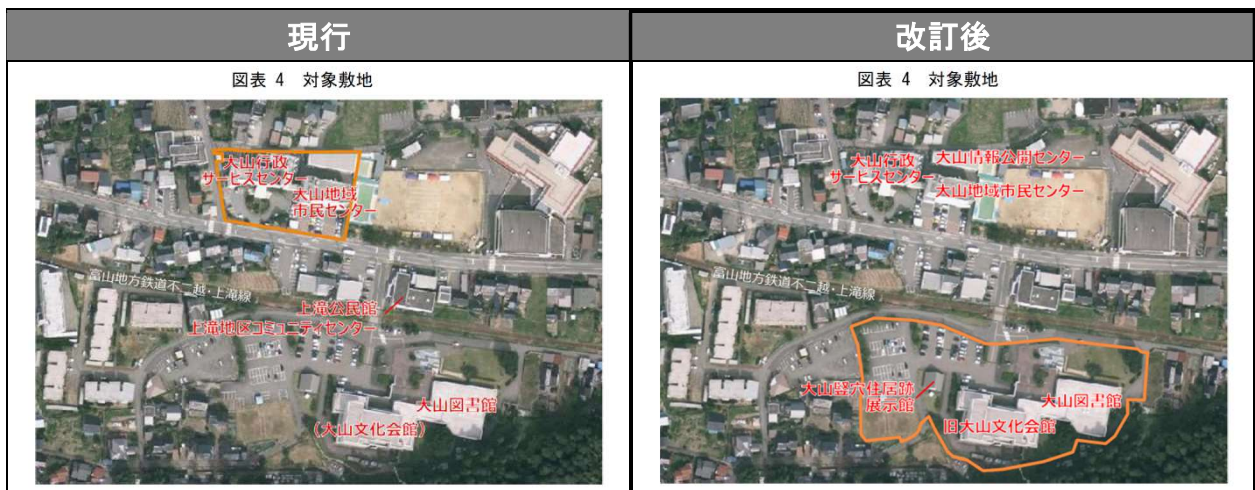 現行
図表 4 対象敷地
大山行政
サービスセンター
大山地域
市民センター
富山地方鉄道不二越・上滝線
上滝公民館
上滝地区コミュニティセンター
大山図書館
(大山文化会館)
改訂後
図表 4 対象敷地
大山行政
サービスセンター
大山情報公開センター
大山地域市民センター
富山地方鉄道不二越・上滝線
大山竪穴住居跡
展示館
大山図書館
旧大山文化会館